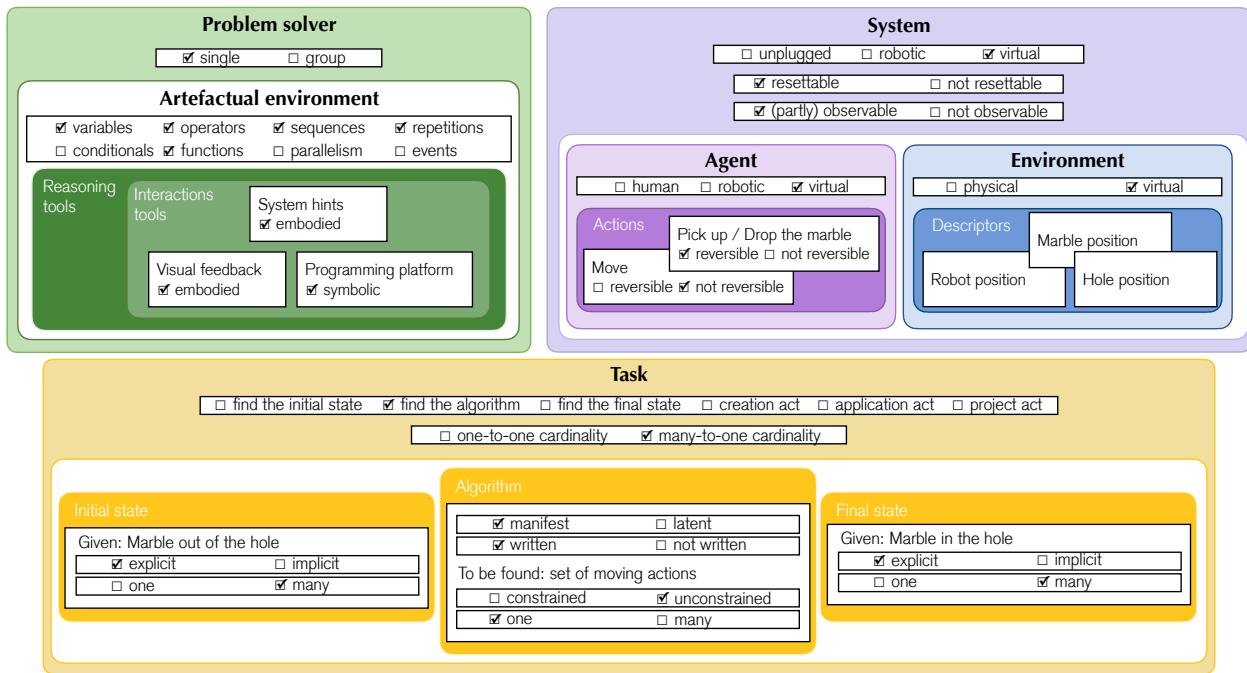 Problem solver
☑ single ☐ group
Artefactual environment
☑ variables ☑ operators ☑ sequences ☑ repetitions
☐ conditionals ☑ functions ☐ parallelism ☐ events
Reasoning
tools
Interactions
tools
System hints
☑ embodied
Visual feedback
☑ embodied
Programming platform
☑ symbolic
System
☐ unplugged ☐ robotic ☑ virtual
☑ resettable ☐ not resettable
☑ (partly) observable ☐ not observable
Agent
☐ human ☐ robotic ☑ virtual
Actions
Pick up / Drop the marble
☑ reversible ☐ not reversible
Move
☐ reversible ☑ not reversible
Environment
☐ physical ☑ virtual
Descriptors
Marble position
Robot position
Hole position
Task
☐ find the initial state ☑ find the algorithm ☐ find the final state ☐ creation act ☐ application act ☐ project act
☐ one-to-one cardinality ☑ many-to-one cardinality
Initial state
Given: Marble out of the hole
☑ explicit ☐ implicit
☐ one ☑ many
Algorithm
☑ manifest ☐ latent
☑ written ☐ not written
To be found: set of moving actions
☐ constrained ☑ unconstrained
☑ one ☐ many
Final state
Given: Marble in the hole
☑ explicit ☐ implicit
☐ one ☑ many